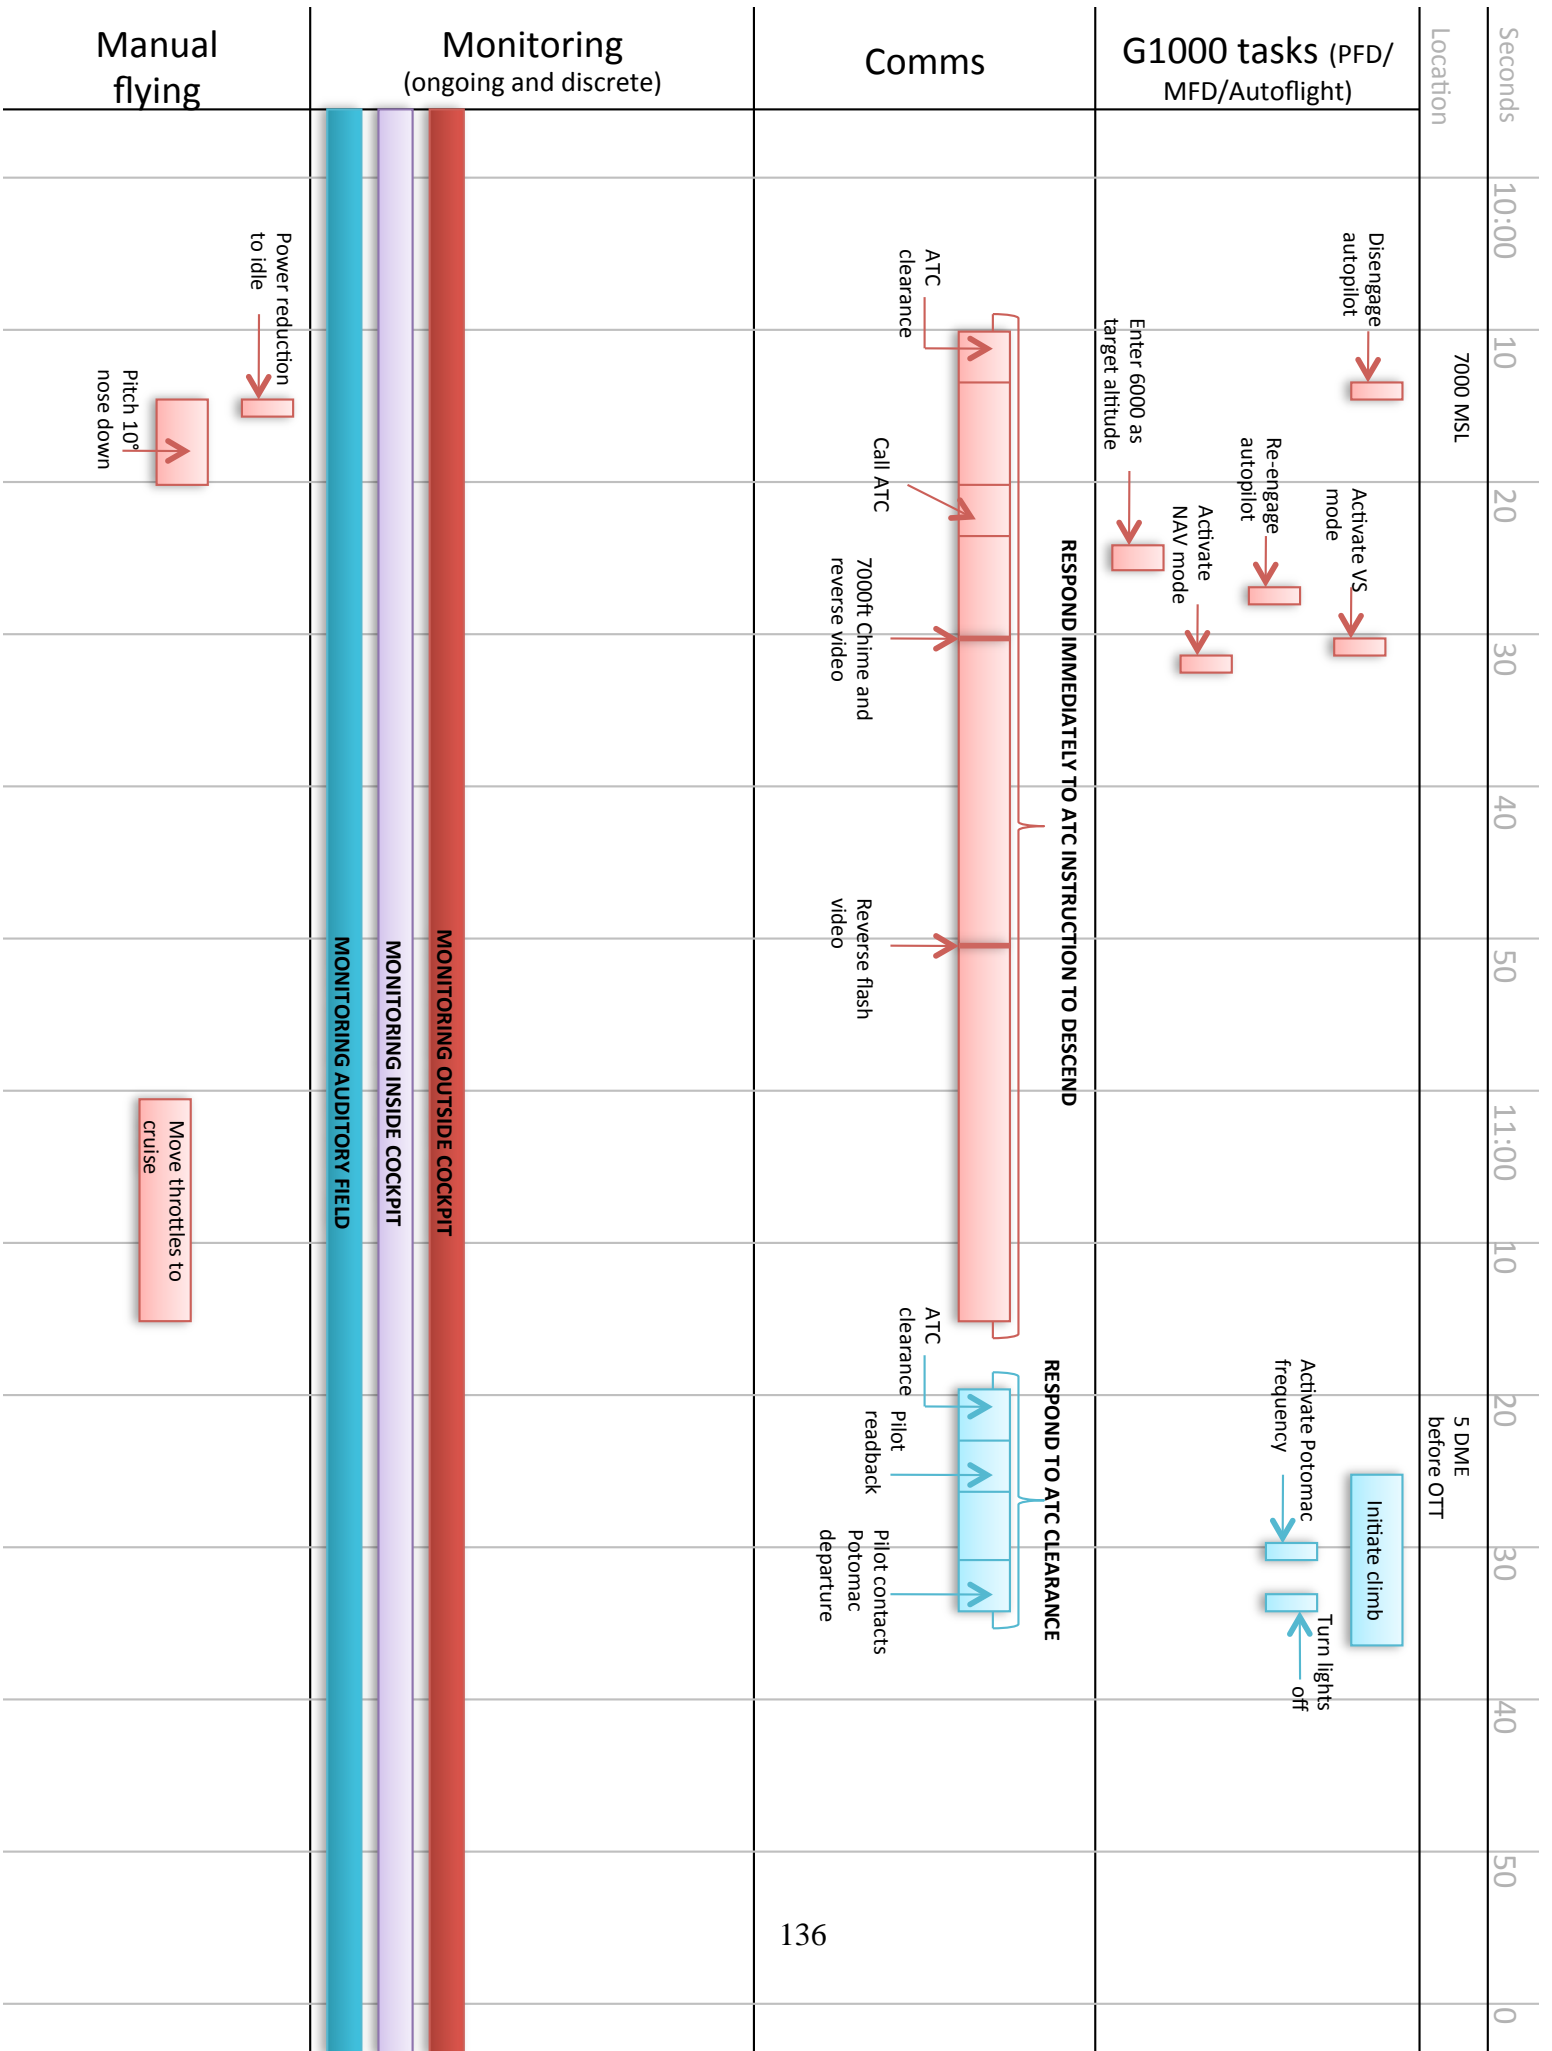 Seconds
10:00
10
20
30
40
50
11:00
10
20
30
40
50
0
Location
7000 MSL
5 DME
before OTT
G1000 tasks (PFD/
MFD/Autoflight)
Disengage
autopilot
Activate VS
mode
Re-engage
autopilot
Activate
NAV mode
Enter 6000 as
target altitude
Initiate climb
Activate Potomac
frequency
Turn lights
off
Comms
RESPOND IMMEDIATELY TO ATC INSTRUCTION TO DESCEND
ATC
clearance
Call ATC
7000ft Chime and
reverse video
Reverse flash
video
RESPOND TO ATC CLEARANCE
ATC
clearance
Pilot
readback
Pilot contacts
Potomac
departure
Monitoring
(ongoing and discrete)
MONITORING OUTSIDE COCKPIT
MONITORING INSIDE COCKPIT
MONITORING AUDITORY FIELD
Manual
flying
Power reduction
to idle
Pitch 10°
nose down
Move throttles to
cruise
136